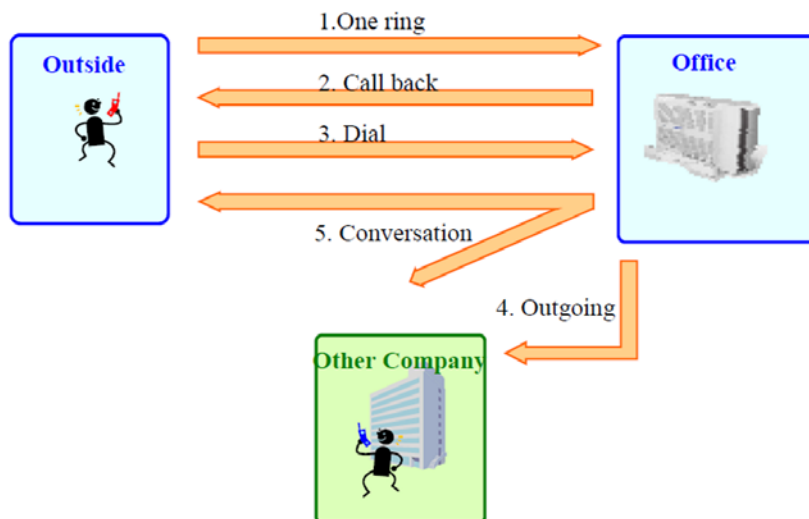 1.One ring
Outside
Office
2. Call back
3. Dial
5. Conversation
4. Outgoing
Other Company